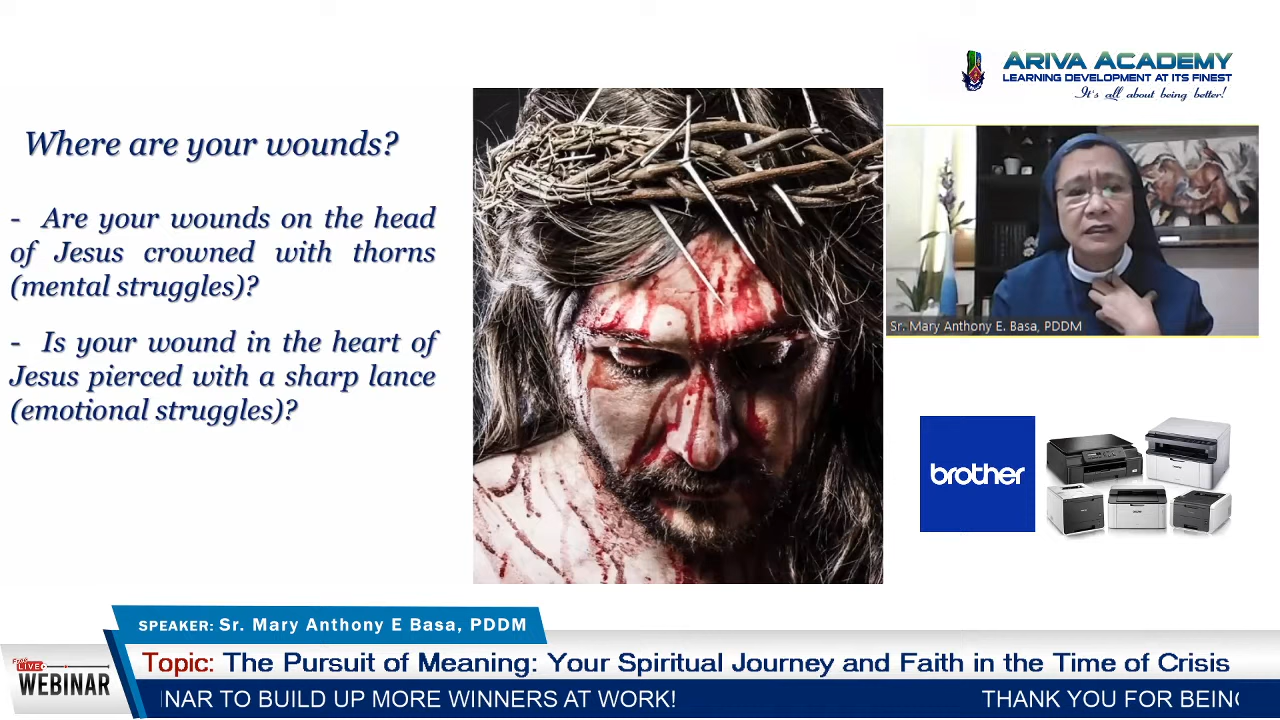 ARIVA ACADEMY
LEARNING DEVELOPMENT AT ITS FINEST
It's all about being better!
Where are your wounds?
- Are your wounds on the head
of Jesus crowned with thorns
(mental struggles)?
- Is your wound in the heart of
Jesus pierced with a sharp lance
(emotional struggles)?
Sr. Mary Anthony E. Basa, PDDM
brother
SPEAKER: Sr. Mary Anthony E Basa, PDDM
Free
LIVE
WEBINAR
Topic: The Pursuit of Meaning: Your Spiritual Journey and Faith in the Time of Crisis
NAR TO BUILD UP MORE WINNERS AT WORK! THANK YOU FOR BEING